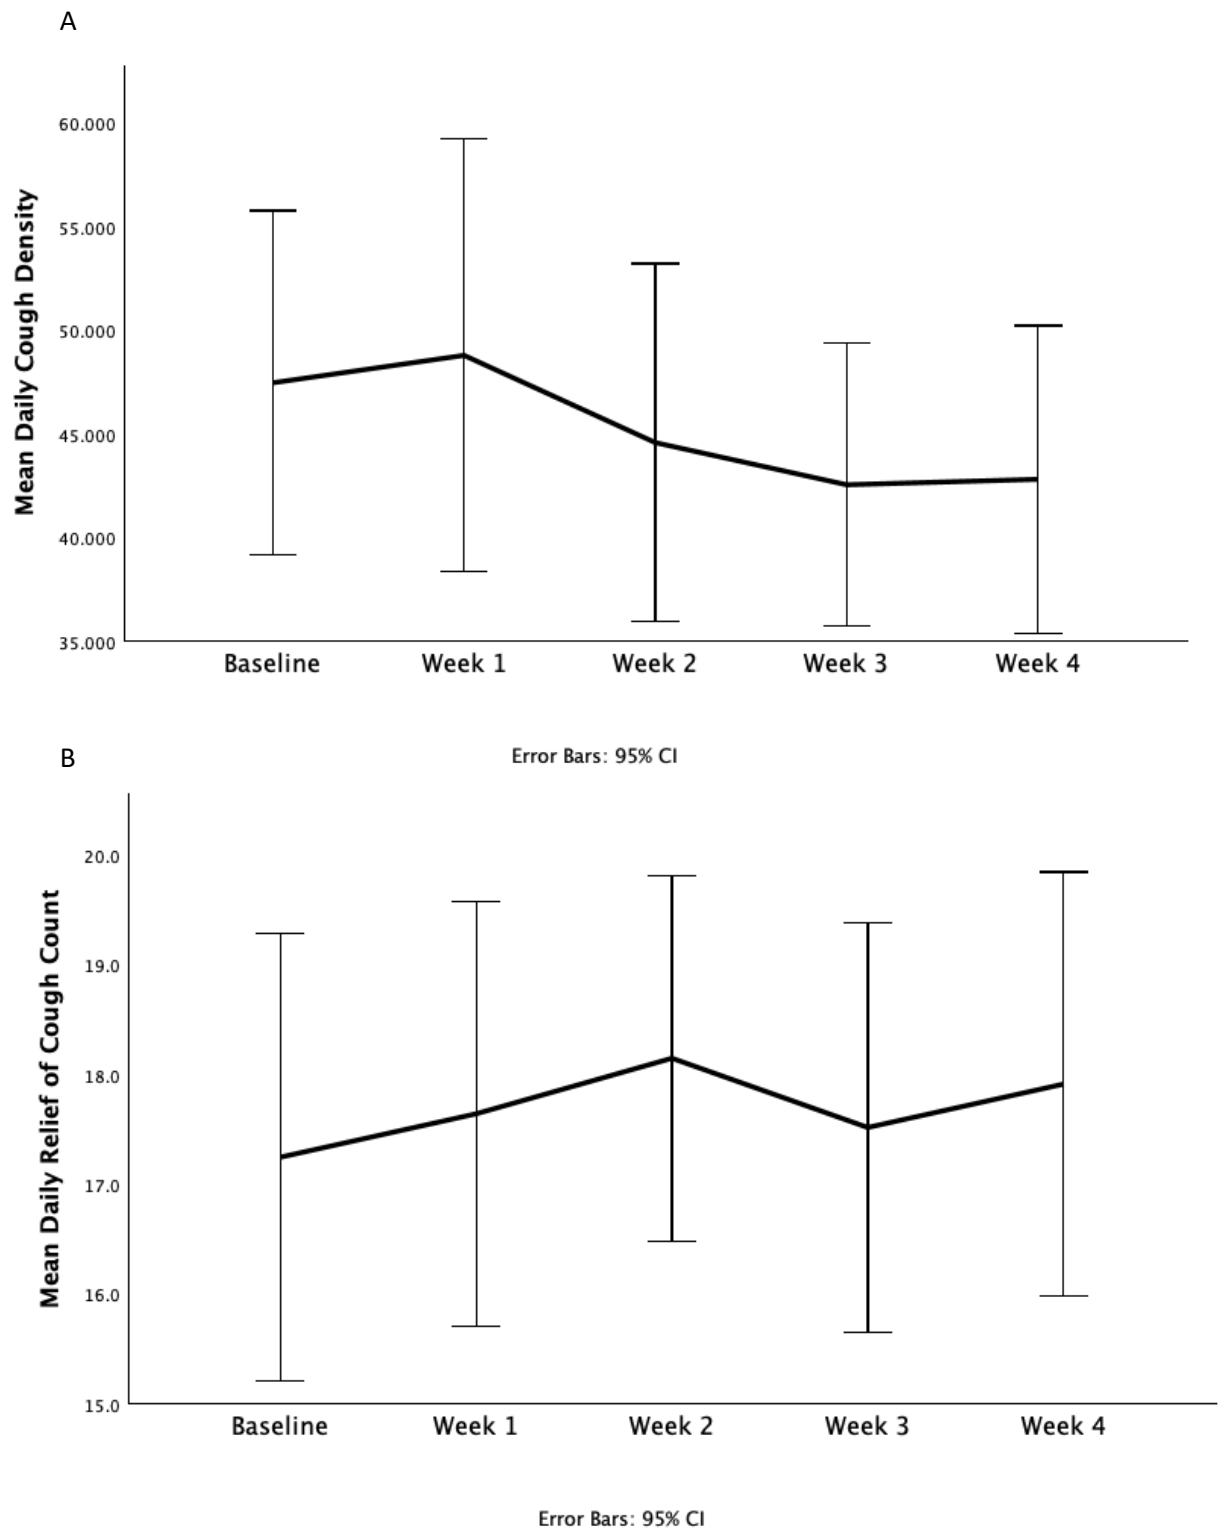 A
Mean Daily Cough Density
60.000
55.000
50.000
45.000
40.000
35.000
Baseline Week 1 Week 2 Week 3 Week 4
Error Bars: 95% CI
B
Mean Daily Relief of Cough Count
20.0
19.0
18.0
17.0
16.0
15.0
Baseline Week 1 Week 2 Week 3 Week 4
Error Bars: 95% CI